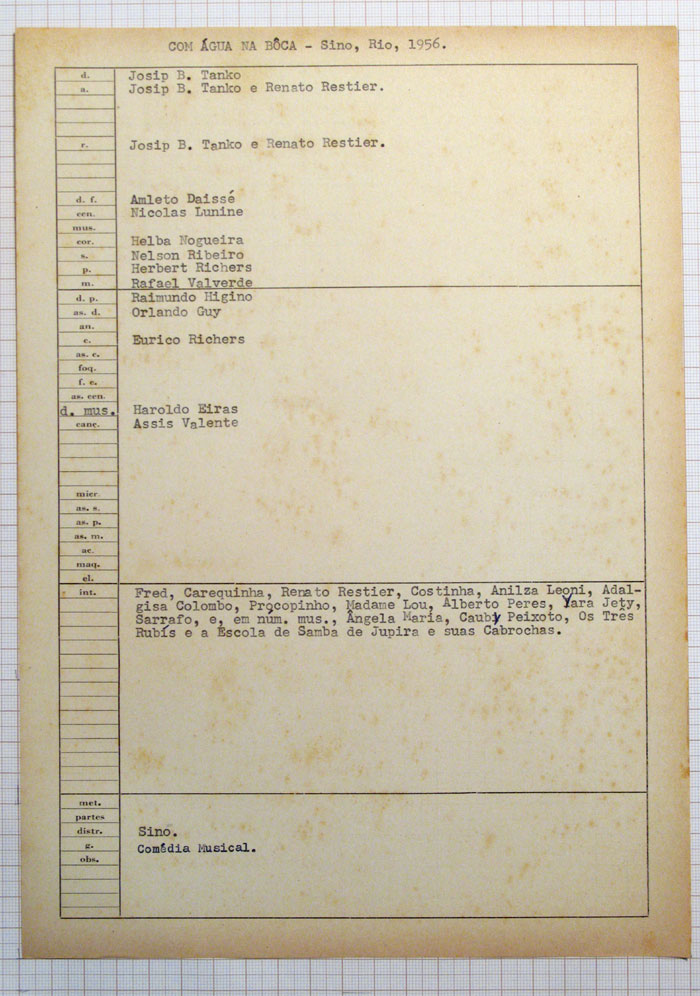 COM ÁGUA NA BÔCA - Sino, Rio, 1956.
d. Josip B. Tanko
a. Josip B. Tanko e Renato Restier.
r. Josip B. Tanko e Renato Restier.
d. f. Amleto Daissé
cen. Nicolas Lunine
mus.
cor. Helba Nogueira
s. Nelson Ribeiro
p. Herbert Richers
m. Rafael Valverde
d. p. Raimundo Higino
as. d. Orlando Guy
an.
c. Eurico Richers
as. c.
foq.
f. c.
as. cen.
d. mus. Haroldo Eiras
canç. Assis Valente
micr.
as. s.
as. p.
as. m.
ac.
maq.
el.
int. Fred, Carequinha, Renato Restier, Costinha, Anilza Leoni, Adal-
gisa Colombo, Procopinho, Madame Lou, Alberto Peres, Yara Jety,
Sarrafo, e, em num. mus., Ângela Maria, Cauby Peixoto, Os Tres
Rubis e a Escola de Samba de Jupira e suas Cabrochas.
met.
partes
distr. Sino.
g. Comédia Musical.
obs.